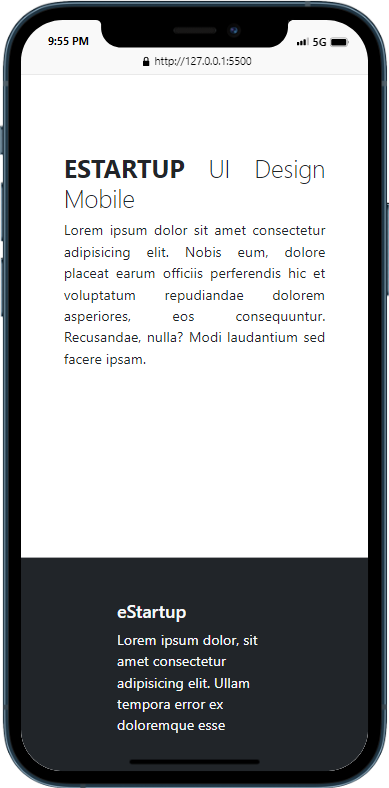 9:55 PM 5G
http://127.0.0.1:5500
ESTARTUP UI Design
Mobile
Lorem ipsum dolor sit amet consectetur
adipisicing elit. Nobis eum, dolore
placeat earum officiis perferendis hic et
voluptatum repudiandae dolorem
asperiores, eos consequuntur.
Recusandae, nulla? Modi laudantium sed
facere ipsam.
eStartup
Lorem ipsum dolor, sit
amet consectetur
adipisicing elit. Ullam
tempora error ex
doloremque esse